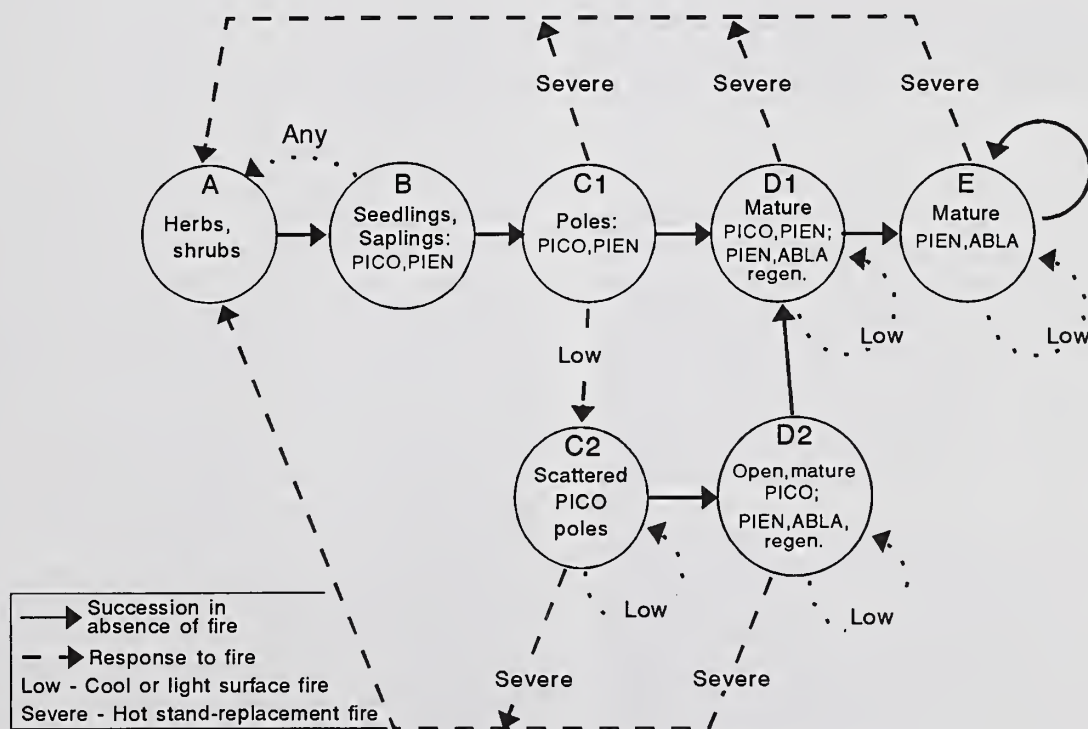 Severe
Severe
Severe
Any
A
Herbs,
shrubs
B
Seedlings,
Saplings:
PICO,PIEN
C1
Poles:
PICO,PIEN
D1
Mature
PICO,PIEN;
PIEN,ABLA
regen.
E
Mature
PIEN,ABLA
Low
Low
Low
C2
Scattered
PICO
poles
D2
Open,mature
PICO;
PIEN,ABLA,
regen.
Low
Low
Severe
Severe
Succession in
absence of fire
Response to fire
Low - Cool or light surface fire
Severe - Hot stand-replacement fire